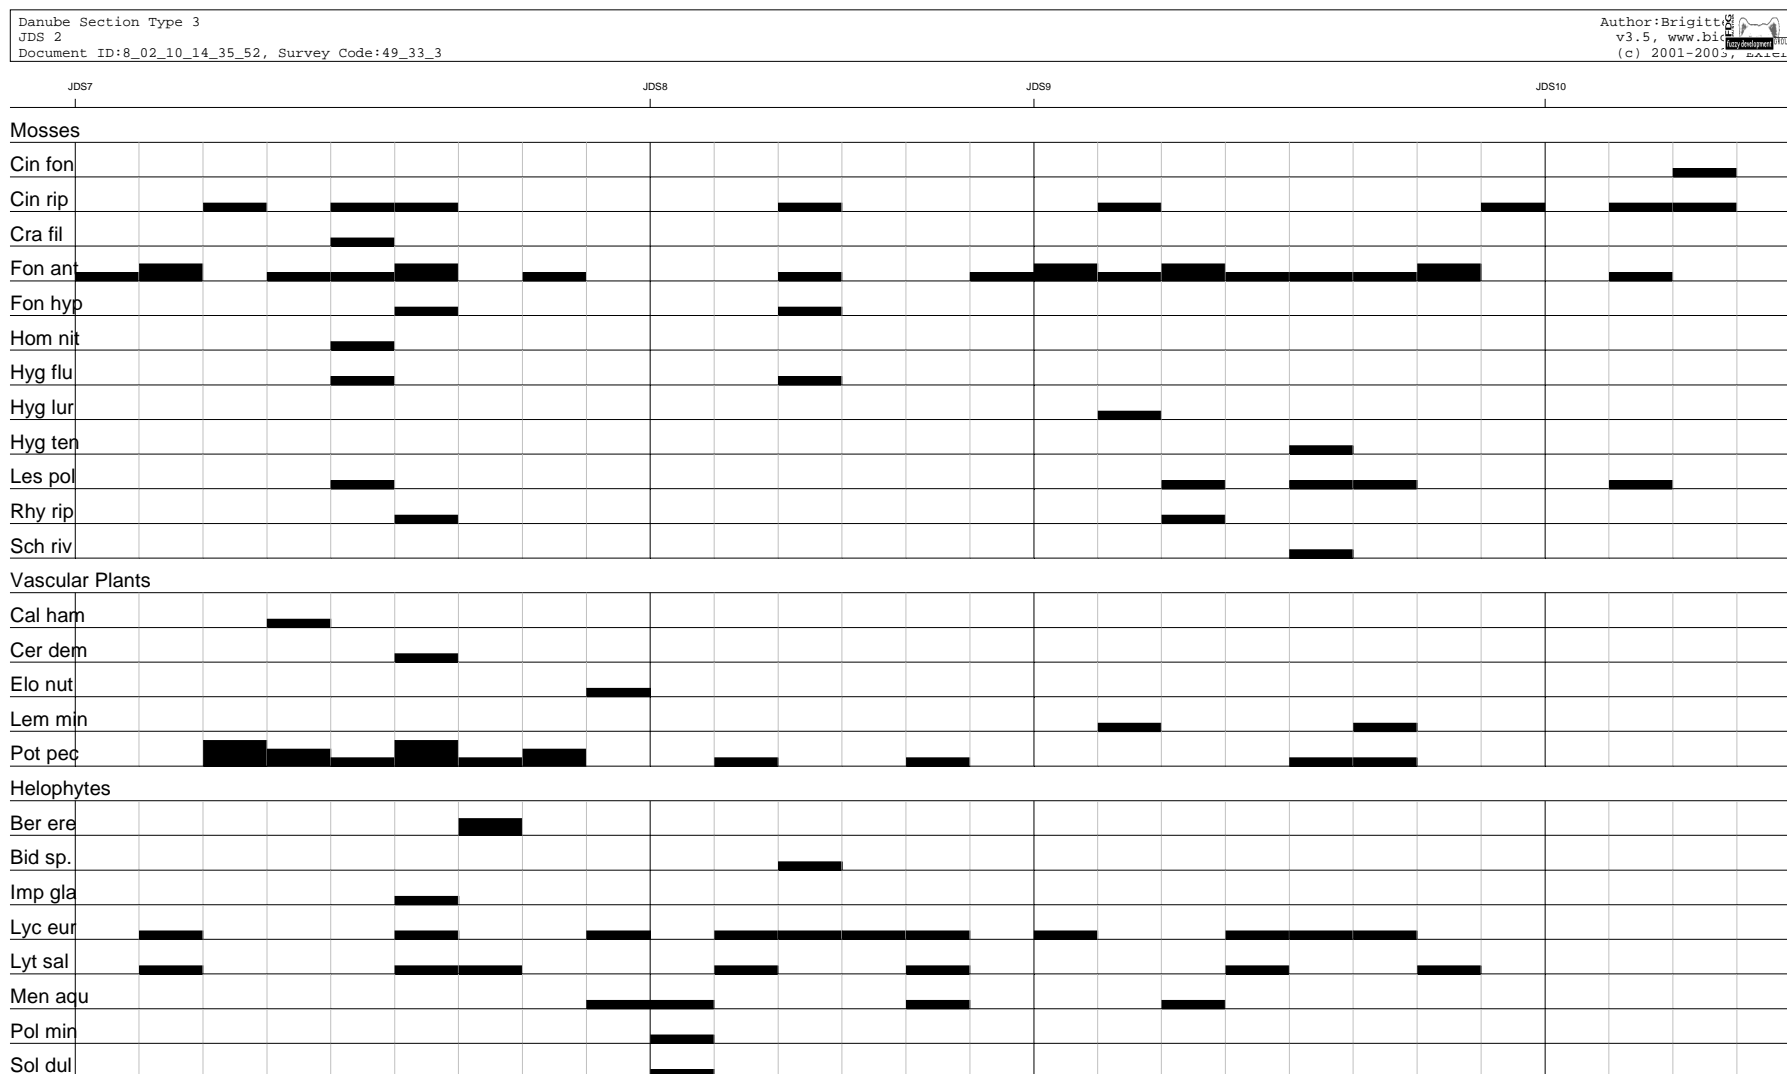 Danube Section Type 3
JDS 2
Document ID:8_02_10_14_35_52, Survey Code:49_33_3
Author:Brigitt
v3.5, www.bio
(c) 2001-2003, Exler
fuzzy development
JDS7 JDS8 JDS9 JDS10
Mosses
Cin fon
Cin rip
Cra fil
Fon ant
Fon hyp
Hom nit
Hyg flu
Hyg lur
Hyg ten
Les pol
Rhy rip
Sch riv
Vascular Plants
Cal ham
Cer dem
Elo nut
Lem min
Pot pec
Helophytes
Ber ere
Bid sp.
Imp gla
Lyc eur
Lyt sal
Men aqu
Pol min
Sol dul